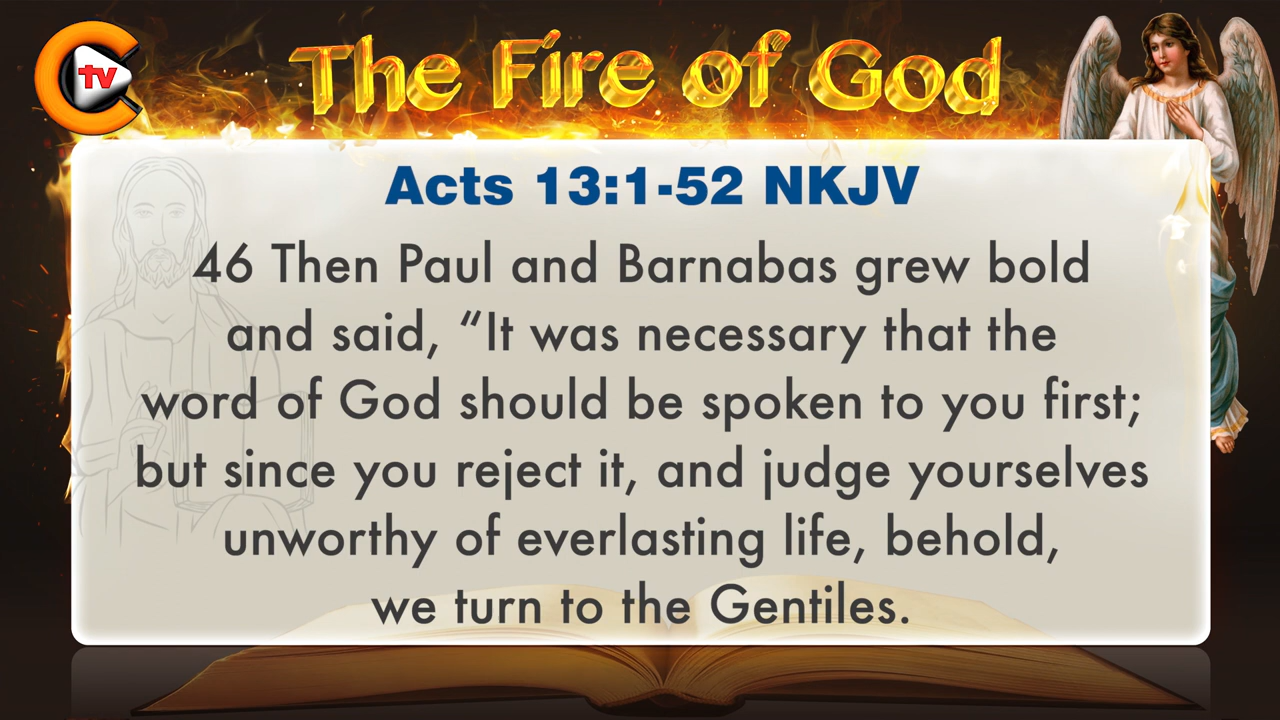 tv
The Fire of God
Acts 13:1-52 NKJV
46 Then Paul and Barnabas grew bold
and said, “It was necessary that the
word of God should be spoken to you first;
but since you reject it, and judge yourselves
unworthy of everlasting life, behold,
we turn to the Gentiles.